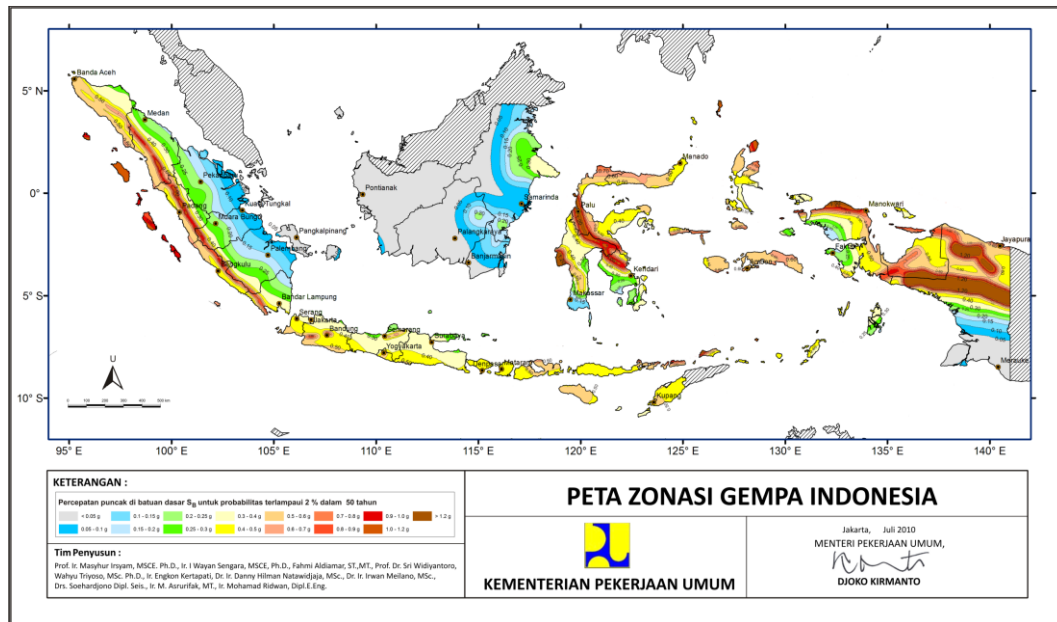 5° N
0°
5° S
10° S
Banda Aceh
Medan
Pekanbaru
Kuala Tungkal
Padang
Muara Bungo
Pangkalpinang
Palembang
Bengkulu
Bandar Lampung
Serang
Jakarta
Bandung
Semarang
Yogyakarta
Surabaya
Denpasar
Mataram
Kupang
Pontianak
Samarinda
Palangkaraya
Banjarmasin
Palu
Manado
Kendari
Makassar
Ambon
Manokwari
Jayapura
U
95° E 100° E 105° E 110° E 115° E 120° E 125° E 130° E 135° E 140° E
KETERANGAN :
Percepatan puncak di batuan dasar SB untuk probabilitas terlampaui 2 % dalam 50 tahun
< 0.05 g 0.1 - 0.15 g 0.2 - 0.25 g 0.3 - 0.4 g 0.5 - 0.6 g 0.7 - 0.8 g 0.9 - 1.0 g > 1.2 g
0.05 - 0.1 g 0.15 - 0.2 g 0.25 - 0.3 g 0.4 - 0.5 g 0.6 - 0.7 g 0.8 - 0.9 g 1.0 - 1.2 g
Tim Penyusun :
Prof. Ir. Masyhur Irsyam, MSCE. Ph.D., Ir. I Wayan Sengara, MSCE, Ph.D., Fahmi Aldiamar, ST.,MT., Prof. Dr. Sri Widiyantoro,
Wahyu Triyoso, MSc. Ph.D., Ir. Engkon Kertapati, Dr. Ir. Danny Hilman Natawidjaja, MSc., Dr. Ir. Irwan Meilano, MSc.,
Drs. Soehardjono Dipl. Seis., Ir. M. Asrurifak, MT., Ir. Mohamad Ridwan, Dipl.E.Eng.
PETA ZONASI GEMPA INDONESIA
KEMENTERIAN PEKERJAAN UMUM
Jakarta, Juli 2010
MENTERI PEKERJAAN UMUM,
DJOKO KIRMANTO